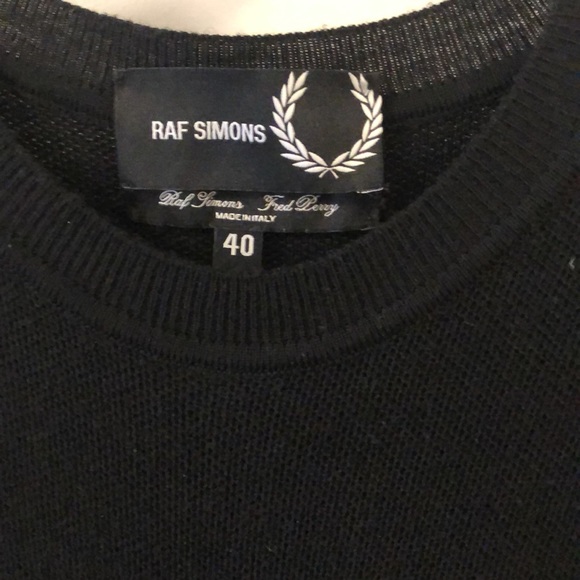 RAF SIMONS
Raf Simons Fred Perry
MADE IN ITALY
40